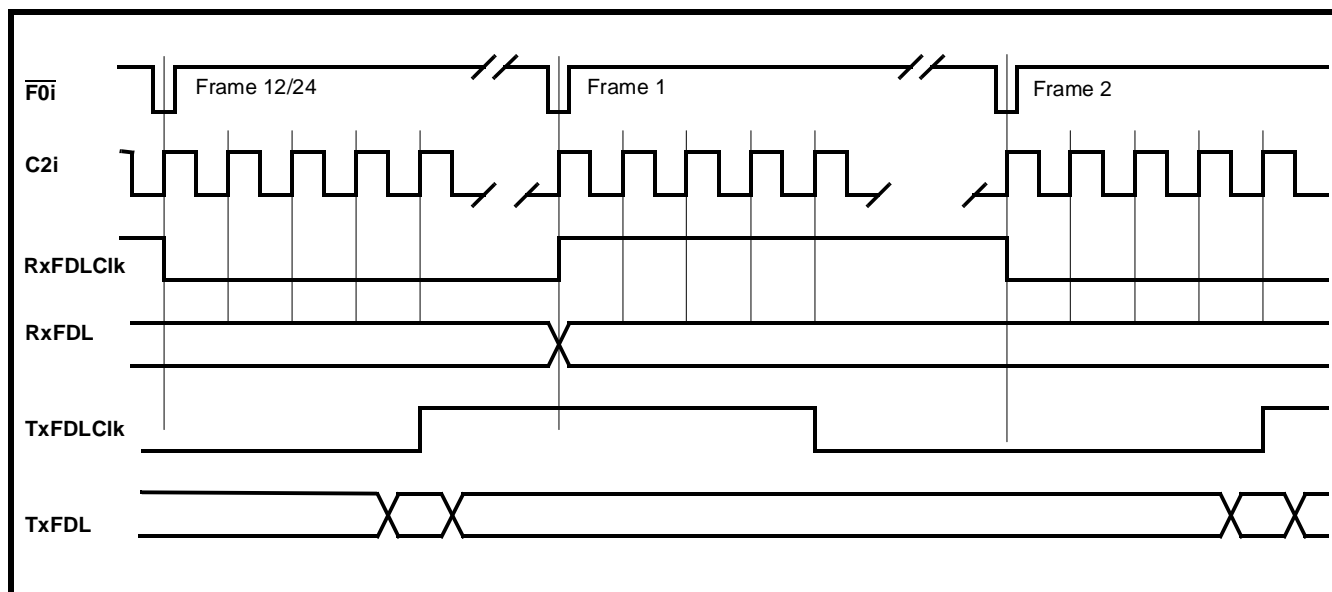 F0i
Frame 12/24
Frame 1
Frame 2
C2i
RxFDLClk
RxFDL
TxFDLClk
TxFDL